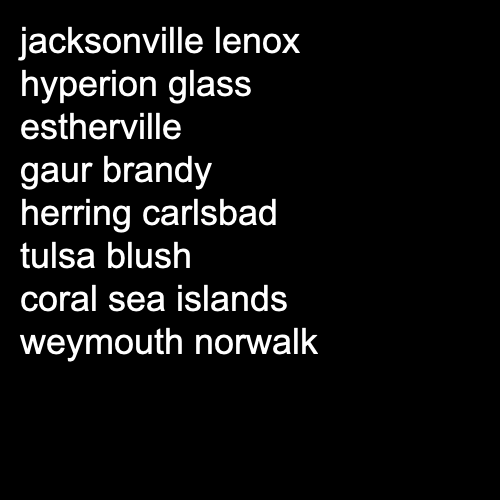 jacksonville lenox
hyperion glass
estherville
gaur brandy
herring carlsbad
tulsa blush
coral sea islands
weymouth norwalk